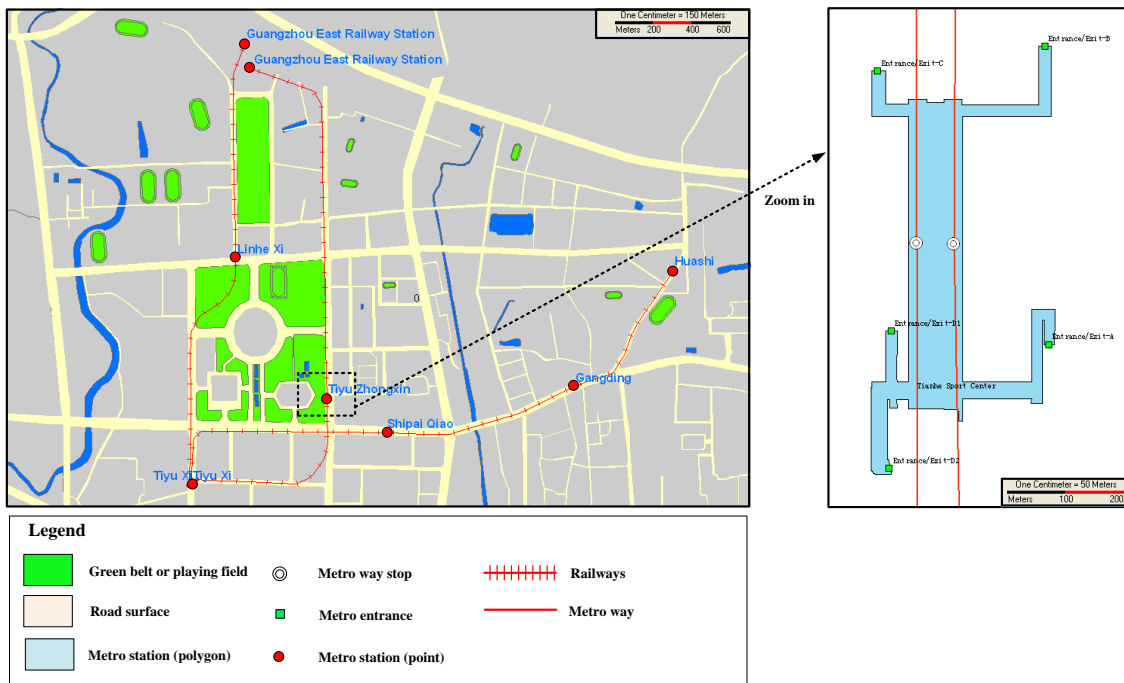 One Centimeter = 150 Meters
Meters 200 400 600
Guangzhou East Railway Station
Guangzhou East Railway Station
Linhe Xi
Huashi
0
Tiyu Zhongxin
Gangding
Shipai Qiao
Tiyu Xi
Tiyu Xi
Zoom in
Entrance/Exit-B
Entrance/Exit-C
Entrance/Exit-D1
Entrance/Exit-A
Tianhe Sport Center
Entrance/Exit-D2
One Centimeter = 50 Meters
Meters 100 200
Legend
Green belt or playing field
Metro way stop
Railways
Road surface
Metro entrance
Metro way
Metro station (polygon)
Metro station (point)